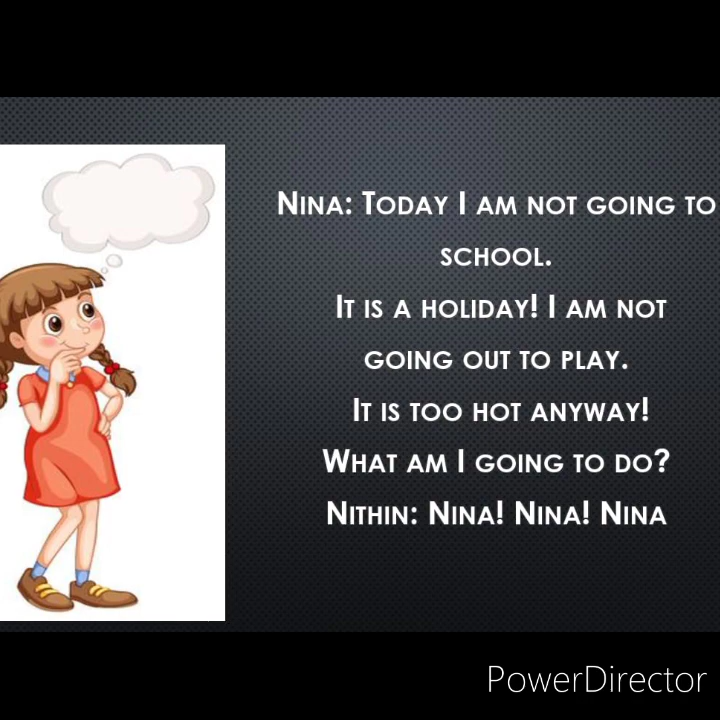 Nina: Today I am not going to
school.
It is a holiday! I am not
going out to play.
It is too hot anyway!
What am I going to do?
Nithin: Nina! Nina! Nina
PowerDirector